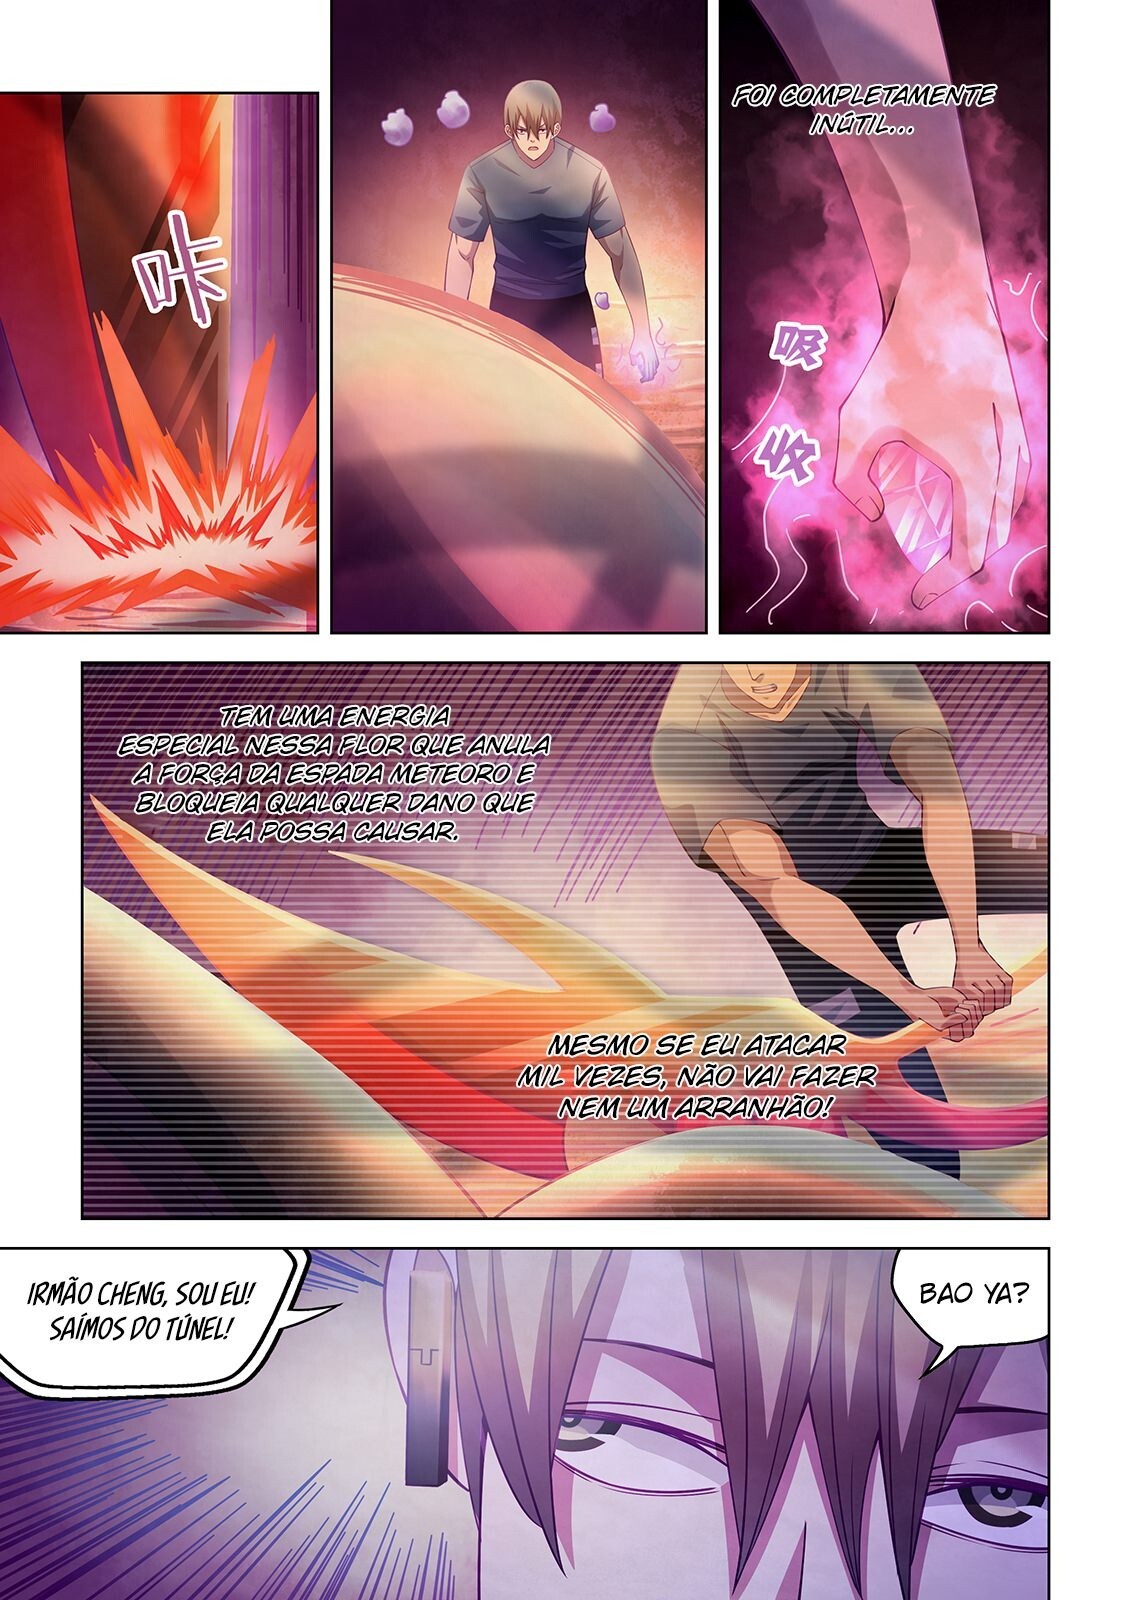 咔
FOI COMPLETAMENTE
INÚTIL...
吸
收
TEM UMA ENERGIA
ESPECIAL NESSA FLOR QUE ANULA
A FORÇA DA ESPADA METEORO E
BLOQUEIA QUALQUER DANO QUE
ELA POSSA CAUSAR.
MESMO SE EU ATACAR
MIL VEZES, NÃO VAI FAZER
NEM UM ARRANHÃO!
IRMÃO CHENG, SOU EU!
SAÍMOS DO TÚNEL!
BAO YA?